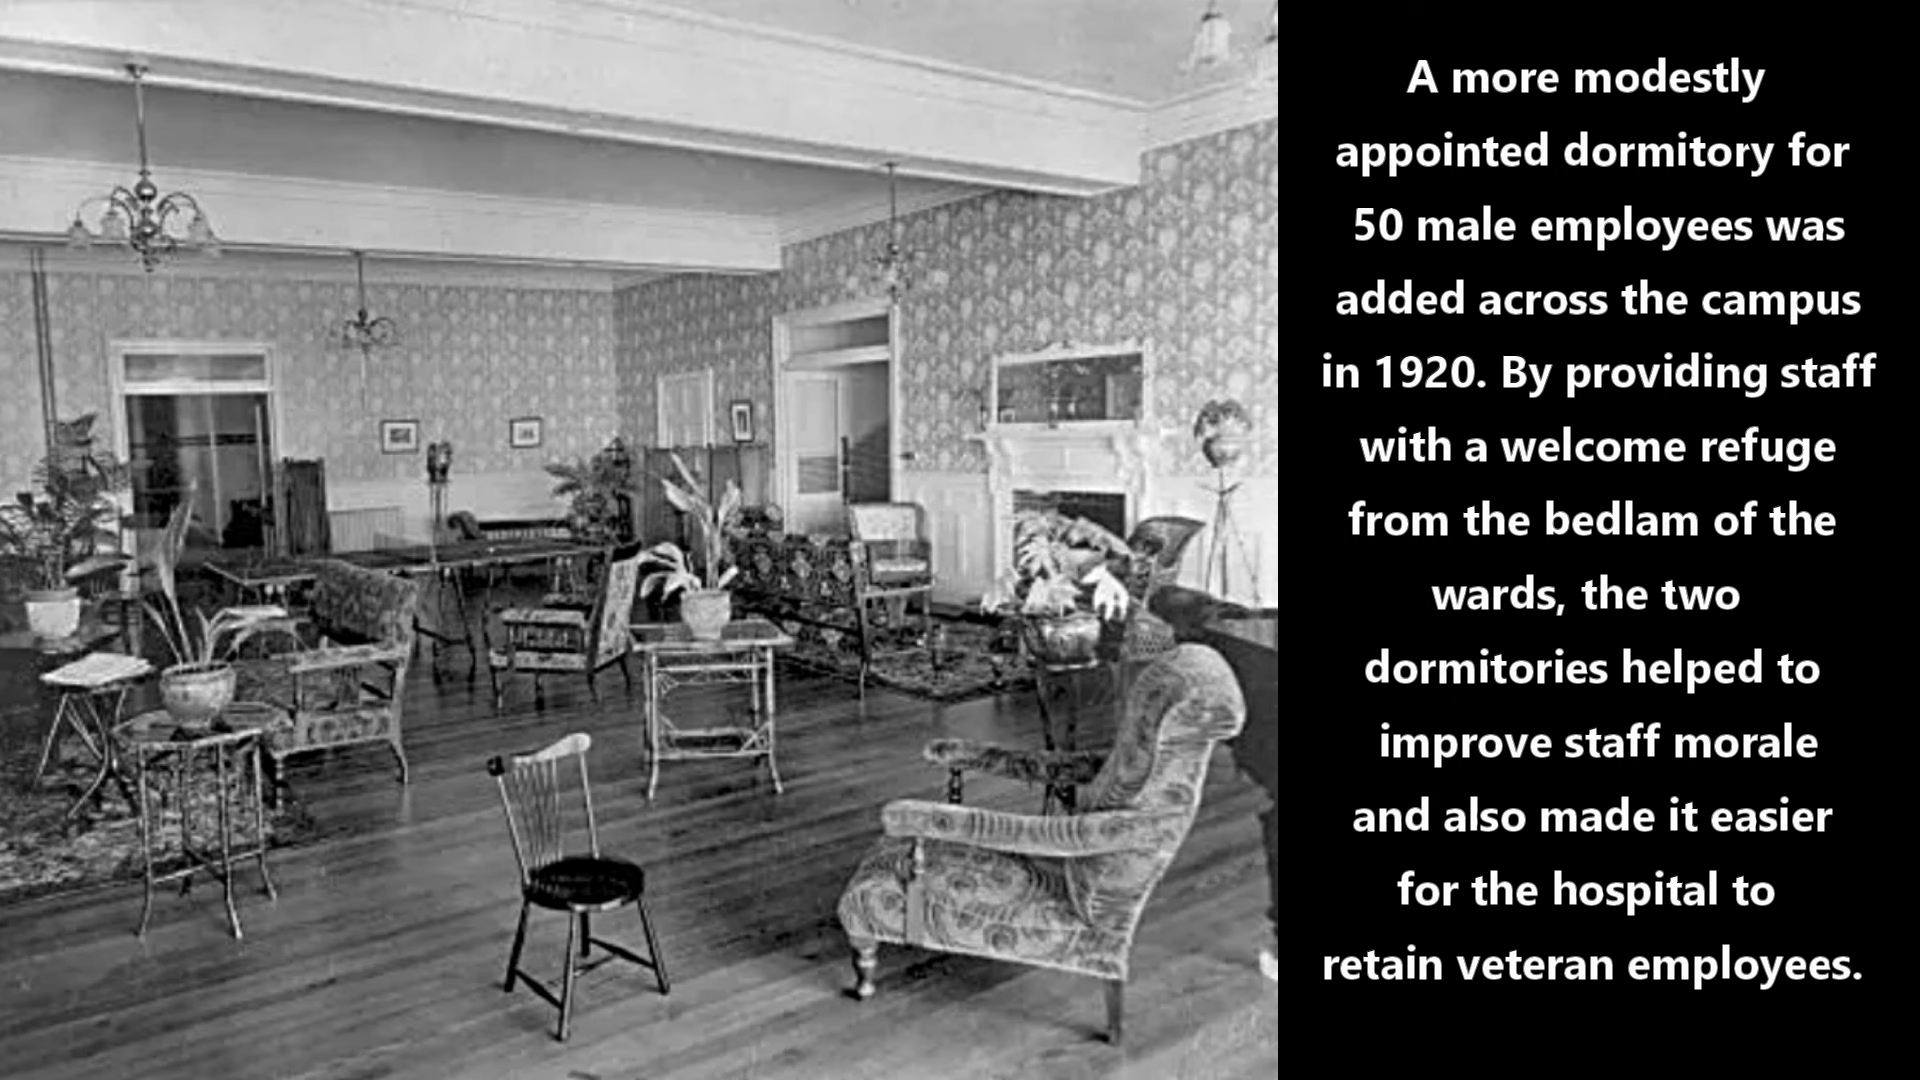 A more modestly
appointed dormitory for
50 male employees was
added across the campus
in 1920. By providing staff
with a welcome refuge
from the bedlam of the
wards, the two
dormitories helped to
improve staff morale
and also made it easier
for the hospital to
retain veteran employees.